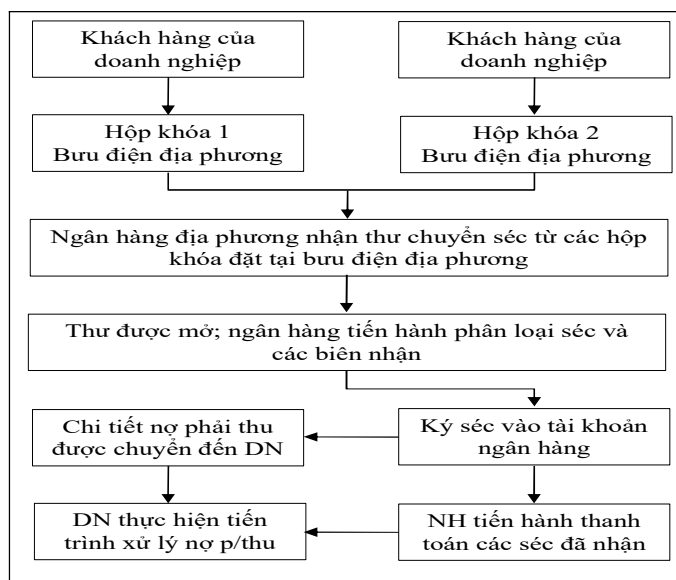 Khách hàng của
doanh nghiệp
Khách hàng của
doanh nghiệp
Hộp khóa 1
Bưu điện địa phương
Hộp khóa 2
Bưu điện địa phương
Ngân hàng địa phương nhận thư chuyển séc từ các hộp
khóa đặt tại bưu điện địa phương
Thư được mở; ngân hàng tiến hành phân loại séc và
các biên nhận
Chi tiết nợ phải thu
được chuyển đến DN
Ký séc vào tài khoản
ngân hàng
DN thực hiện tiến
trình xử lý nợ p/thu
NH tiến hành thanh
toán các séc đã nhận